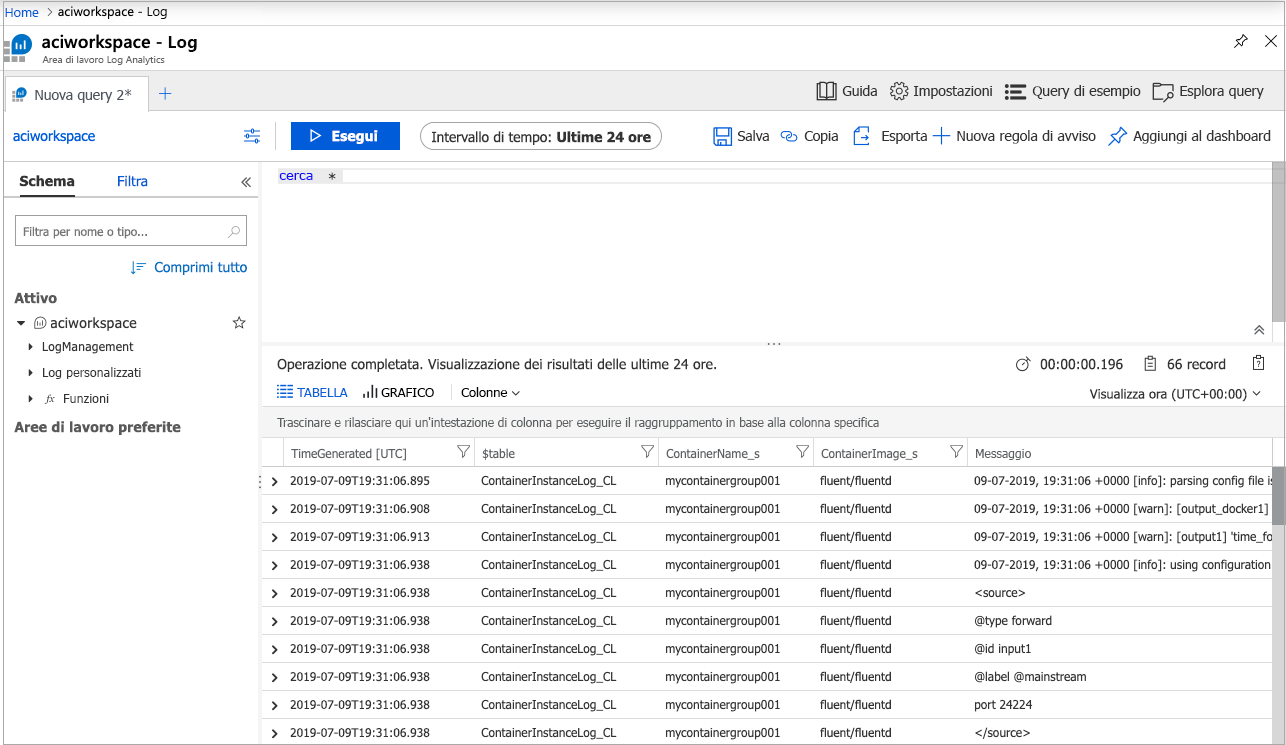 Home > aciworkspace - Log
aciworkspace - Log
Area di lavoro Log Analytics
Nuova query 2* +
Guida Impostazioni Query di esempio Esplora query
aciworkspace Esegui Intervallo di tempo: Ultime 24 ore Salva Copia Esporta Nuova regola di avviso Aggiungi al dashboard
Schema Filtra «
cerca *
Filtra per nome o tipo...
Comprimi tutto
Attivo
aciworkspace
LogManagement
Log personalizzati
fx Funzioni
Aree di lavoro preferite
Operazione completata. Visualizzazione dei risultati delle ultime 24 ore. 00:00:00.196 66 record
TABELLA GRAFICO Colonne Visualizza ora (UTC+00:00)
Trascinare e rilasciare qui un'intestazione di colonna per eseguire il raggruppamento in base alla colonna specifica
TimeGenerated [UTC] $table ContainerName_s ContainerImage_s Messaggio
2019-07-09T19:31:06.895 ContainerInstanceLog_CL mycontainergroup001 fluent/fluentd 09-07-2019, 19:31:06 +0000 [info]: parsing config file is
2019-07-09T19:31:06.908 ContainerInstanceLog_CL mycontainergroup001 fluent/fluentd 09-07-2019, 19:31:06 +0000 [warn]: [output_docker1]
2019-07-09T19:31:06.913 ContainerInstanceLog_CL mycontainergroup001 fluent/fluentd 09-07-2019, 19:31:06 +0000 [warn]: [output1] 'time_fo
2019-07-09T19:31:06.938 ContainerInstanceLog_CL mycontainergroup001 fluent/fluentd 09-07-2019, 19:31:06 +0000 [info]: using configuration
2019-07-09T19:31:06.938 ContainerInstanceLog_CL mycontainergroup001 fluent/fluentd <source>
2019-07-09T19:31:06.938 ContainerInstanceLog_CL mycontainergroup001 fluent/fluentd @type forward
2019-07-09T19:31:06.938 ContainerInstanceLog_CL mycontainergroup001 fluent/fluentd @id input1
2019-07-09T19:31:06.938 ContainerInstanceLog_CL mycontainergroup001 fluent/fluentd @label @mainstream
2019-07-09T19:31:06.938 ContainerInstanceLog_CL mycontainergroup001 fluent/fluentd port 24224
2019-07-09T19:31:06.938 ContainerInstanceLog_CL mycontainergroup001 fluent/fluentd </source>